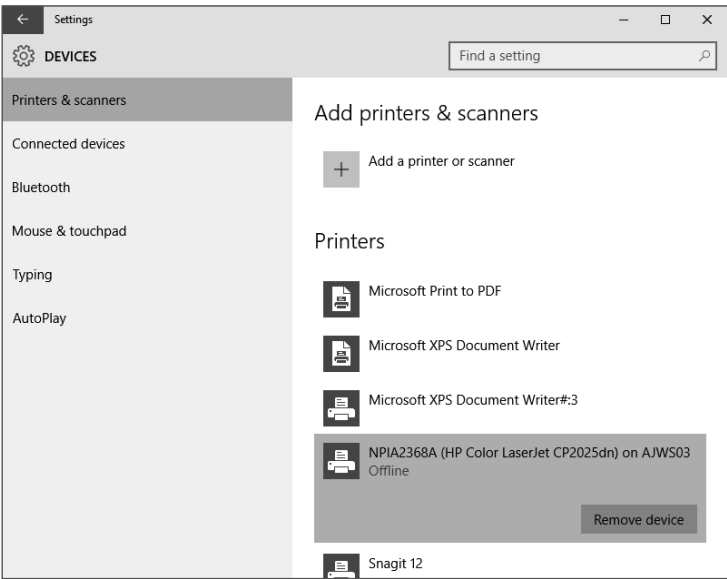 Settings
DEVICES
Find a setting
Printers & scanners
Connected devices
Bluetooth
Mouse & touchpad
Typing
AutoPlay
Add printers & scanners
Add a printer or scanner
Printers
Microsoft Print to PDF
Microsoft XPS Document Writer
Microsoft XPS Document Writer#:3
NPIA2368A (HP Color LaserJet CP2025dn) on AJWS03
Offline
Remove device
Snagit 12